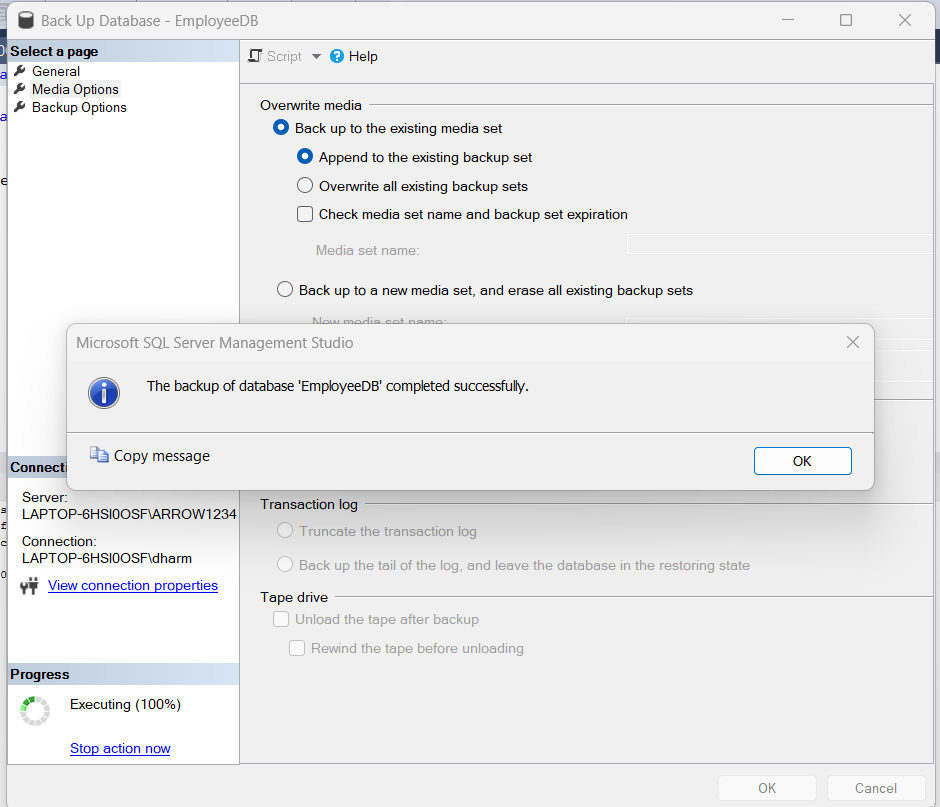 Back Up Database - EmployeeDB
Select a page
General
Media Options
Backup Options
Script
Help
Overwrite media
Back up to the existing media set
Append to the existing backup set
Overwrite all existing backup sets
Check media set name and backup set expiration
Media set name:
Back up to a new media set, and erase all existing backup sets
New media set name:
Microsoft SQL Server Management Studio
The backup of database 'EmployeeDB' completed successfully.
Copy message
OK
Connecti
Server:
LAPTOP-6HSI0OSF\ARROW1234
Connection:
LAPTOP-6HSI0OSF\dharm
View connection properties
Transaction log
Truncate the transaction log
Back up the tail of the log, and leave the database in the restoring state
Tape drive
Unload the tape after backup
Rewind the tape before unloading
Progress
Executing (100%)
Stop action now
OK
Cancel